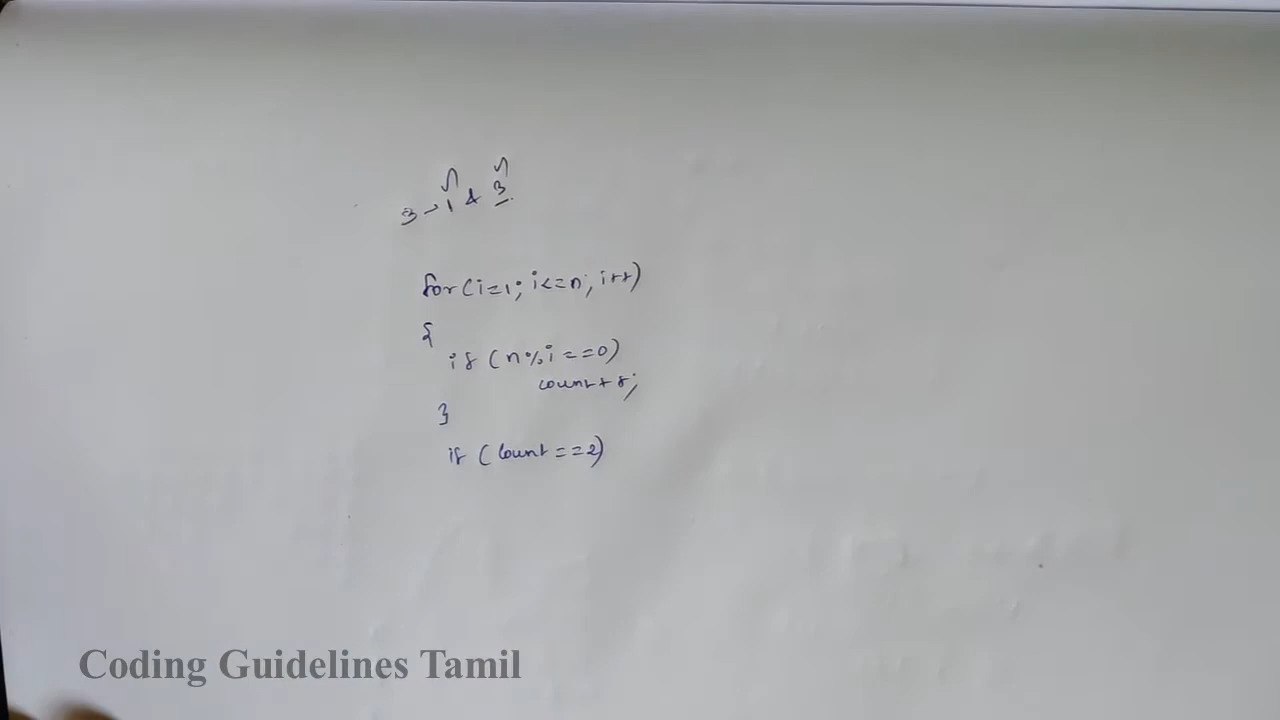 3 → 1 & 3
for(i=1; i<=n; i++)
{
if (n%i==0)
count++;
}
if (count==2)
Coding Guidelines Tamil